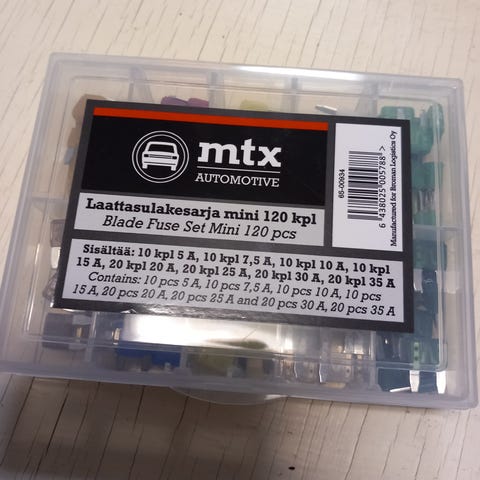 mtx
AUTOMOTIVE
Laattasulakesarja mini 120 kpl
Blade Fuse Set Mini 120 pcs
Sisältää: 10 kpl 5 A, 10 kpl 7,5 A, 10 kpl 10 A, 10 kpl
15 A, 20 kpl 20 A, 20 kpl 25 A, 20 kpl 30 A, 20 kpl 35 A
Contains: 10 pcs 5 A, 10 pcs 7,5 A, 10 pcs 10 A, 10 pcs
15 A, 20 pcs 20 A, 20 pcs 25 A and 20 pcs 30 A, 20 pcs 35 A
65-00934
6 438025 005788 >
Manufactured for Broman Logistics Oy